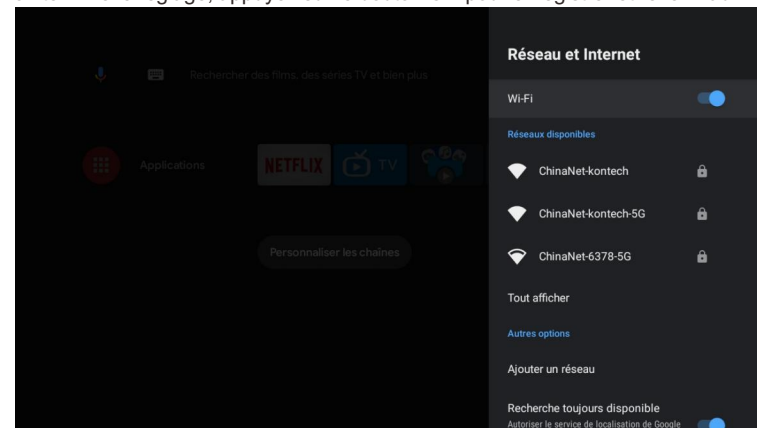 Réseau et Internet
Rechercher des films, des séries TV et bien plus
Wi-Fi
Réseaux disponibles
Applications
NETFLIX
TV
ChinaNet-kontech
ChinaNet-kontech-5G
Personnaliser les chaînes
ChinaNet-6378-5G
Tout afficher
Autres options
Ajouter un réseau
Recherche toujours disponible
Autoriser le service de localisation de Google